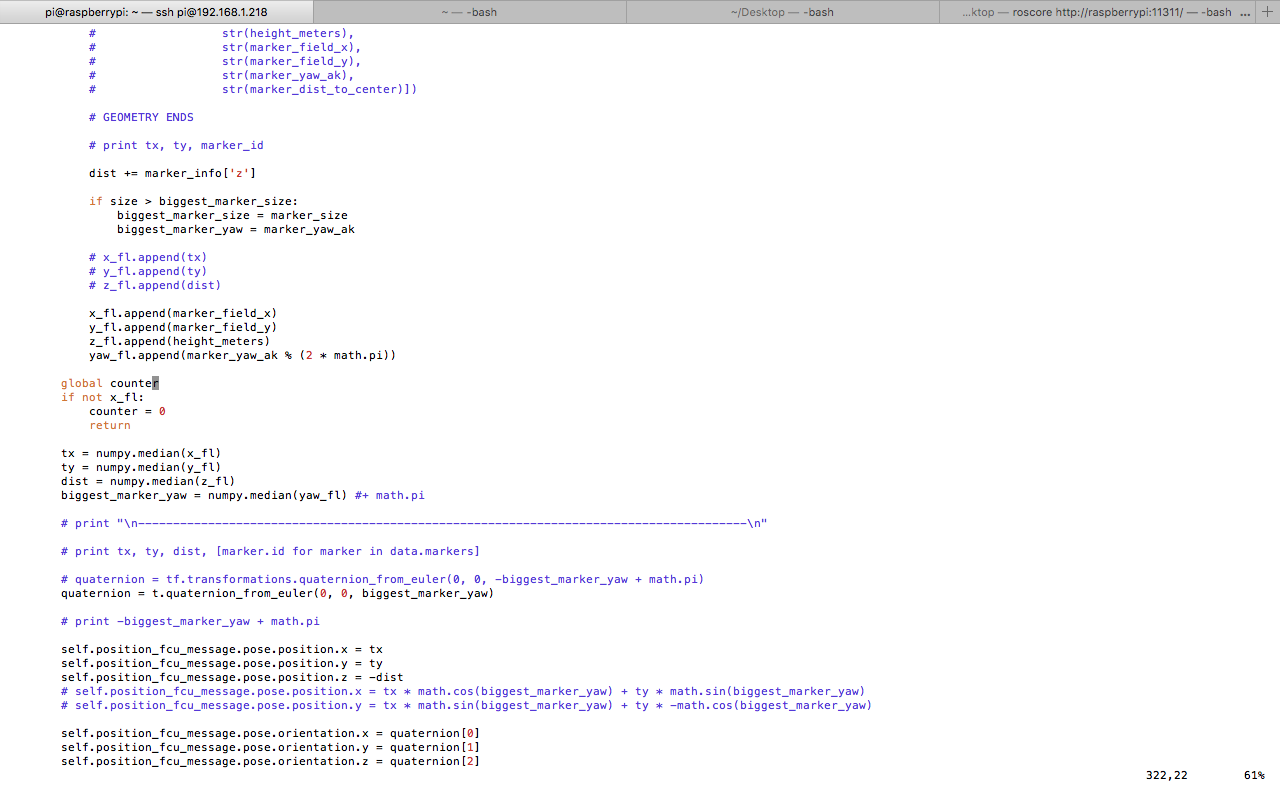 pi@raspberrypi: ~ — ssh pi@192.168.1.218
~ — -bash
~/Desktop — -bash
...ktop — roscore http://raspberrypi:11311/ — -bash ... +
#                  str(height_meters),
#                  str(marker_field_x),
#                  str(marker_field_y),
#                  str(marker_yaw_ak),
#                  str(marker_dist_to_center)])
# GEOMETRY ENDS
# print tx, ty, marker_id
dist += marker_info['z']
if size > biggest_marker_size:
    biggest_marker_size = marker_size
    biggest_marker_yaw = marker_yaw_ak
# x_fl.append(tx)
# y_fl.append(ty)
# z_fl.append(dist)
x_fl.append(marker_field_x)
y_fl.append(marker_field_y)
z_fl.append(height_meters)
yaw_fl.append(marker_yaw_ak % (2 * math.pi))
global counter
if not x_fl:
    counter = 0
    return
tx = numpy.median(x_fl)
ty = numpy.median(y_fl)
dist = numpy.median(z_fl)
biggest_marker_yaw = numpy.median(yaw_fl) #+ math.pi
# print "\n---------------------------------------------------------------------------------------\n"
# print tx, ty, dist, [marker.id for marker in data.markers]
# quaternion = tf.transformations.quaternion_from_euler(0, 0, -biggest_marker_yaw + math.pi)
quaternion = t.quaternion_from_euler(0, 0, biggest_marker_yaw)
# print -biggest_marker_yaw + math.pi
self.position_fcu_message.pose.position.x = tx
self.position_fcu_message.pose.position.y = ty
self.position_fcu_message.pose.position.z = -dist
# self.position_fcu_message.pose.position.x = tx * math.cos(biggest_marker_yaw) + ty * math.sin(biggest_marker_yaw)
# self.position_fcu_message.pose.position.y = tx * math.sin(biggest_marker_yaw) + ty * -math.cos(biggest_marker_yaw)
self.position_fcu_message.pose.orientation.x = quaternion[0]
self.position_fcu_message.pose.orientation.y = quaternion[1]
self.position_fcu_message.pose.orientation.z = quaternion[2]
322,22 61%